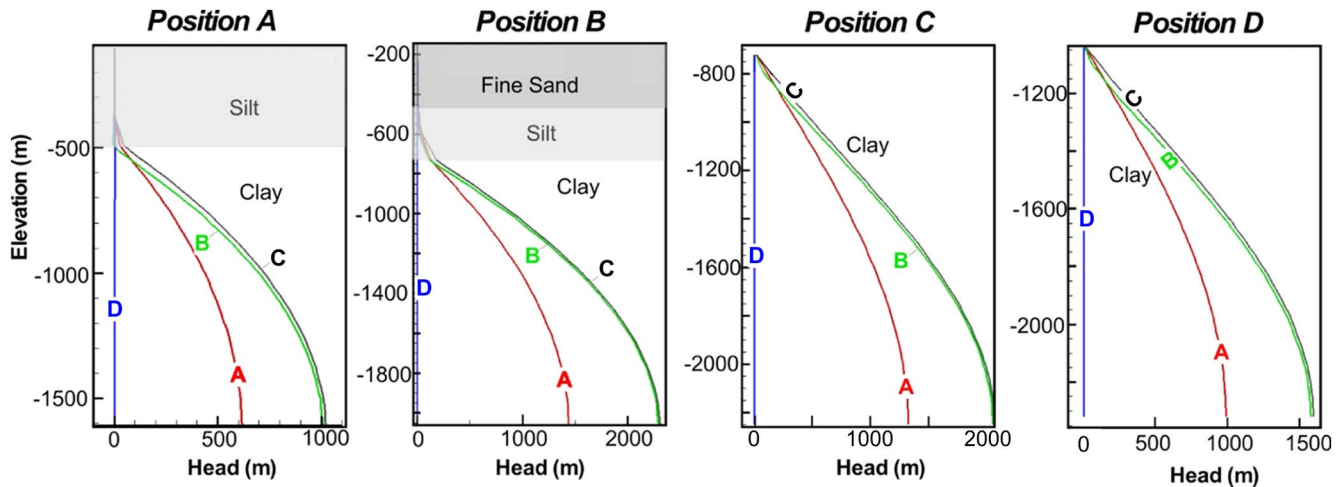 Position A
Position B
Position C
Position D
Elevation (m)
-500
-1000
-1500
Silt
Clay
B
C
D
A
0
500
1000
Head (m)
-200
-600
-1000
-1400
-1800
Fine Sand
Silt
Clay
B
C
D
A
0
1000
2000
Head (m)
-800
-1200
-1600
-2000
C
Clay
D
B
A
0
1000
2000
Head (m)
-1200
-1600
-2000
C
B
Clay
D
A
0
500
1000
1500
Head (m)